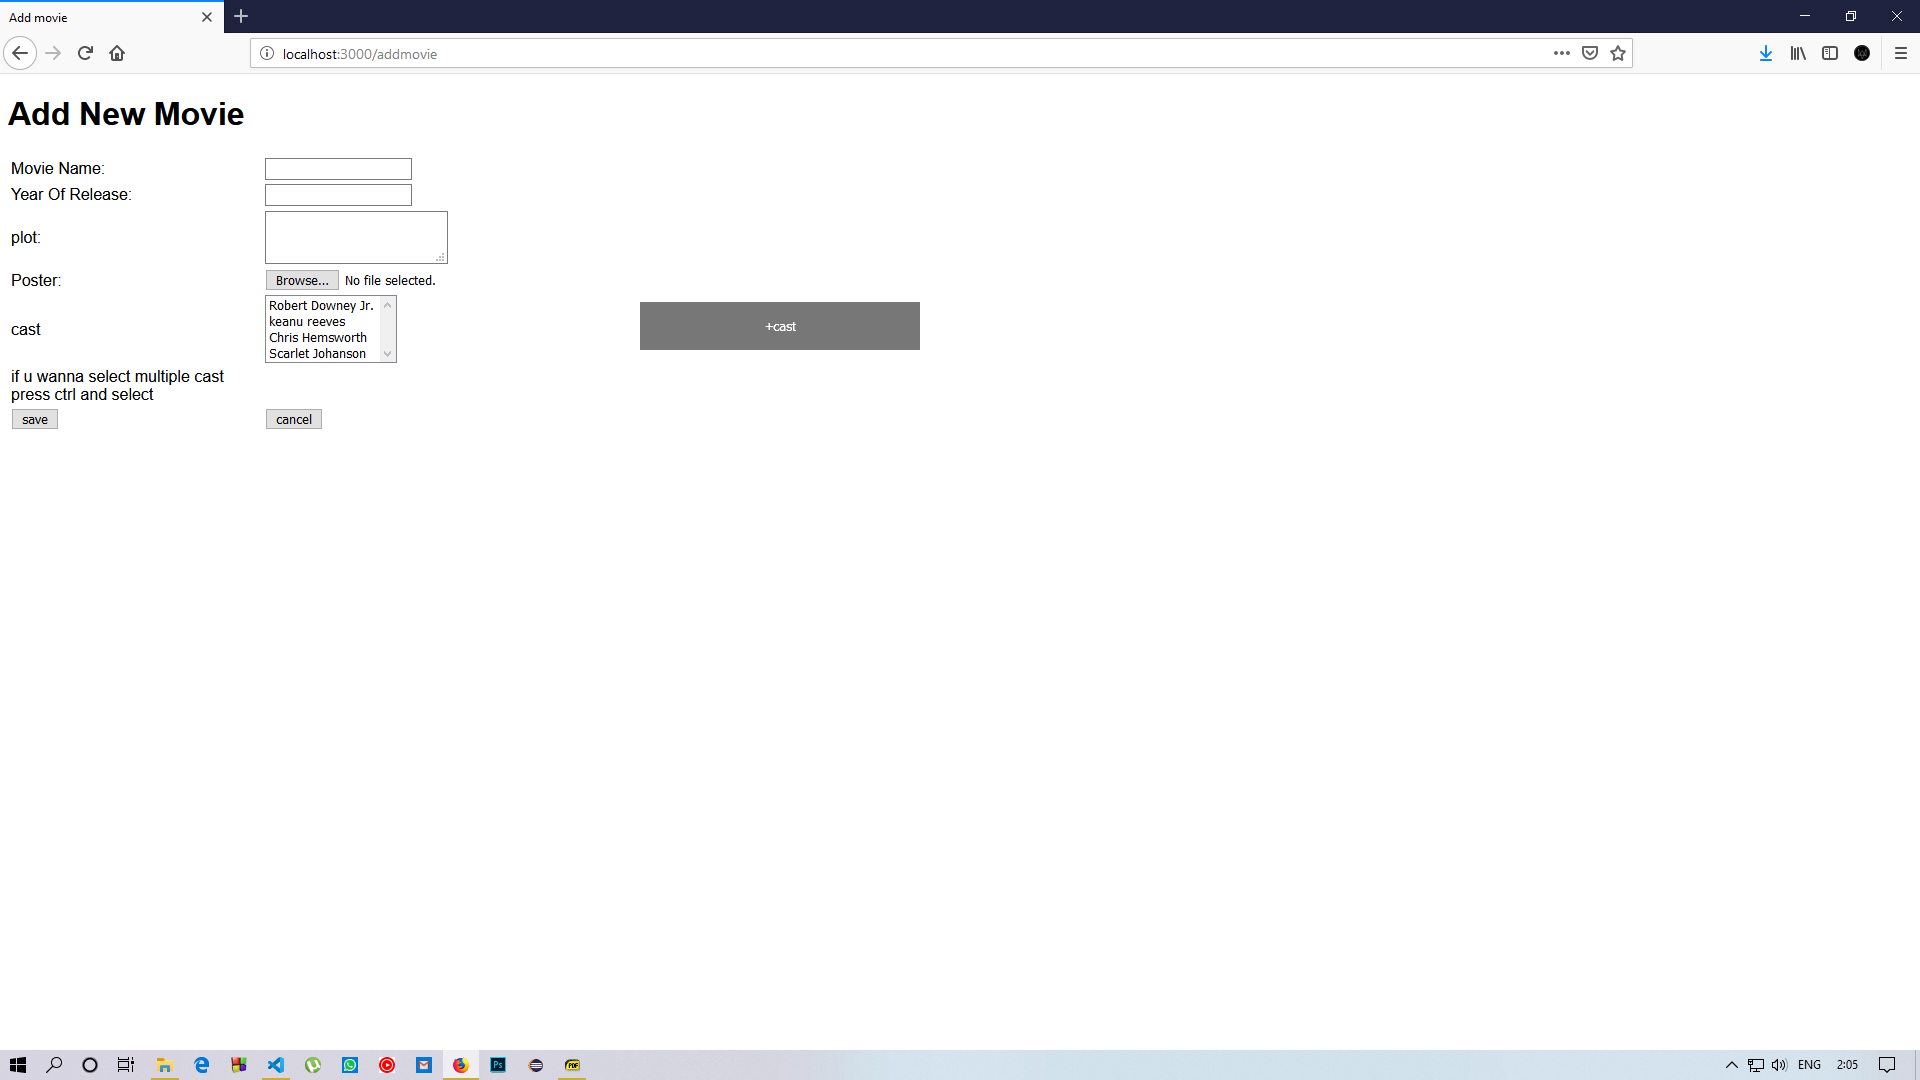 Add movie
localhost:3000/addmovie
Add New Movie
Movie Name:
Year Of Release:
plot:
Poster:
Browse... No file selected.
cast
Robert Downey Jr.
keanu reeves
Chris Hemsworth
Scarlet Johanson
+cast
if u wanna select multiple cast
press ctrl and select
save
cancel
Ps
PDF
ENG
2:05